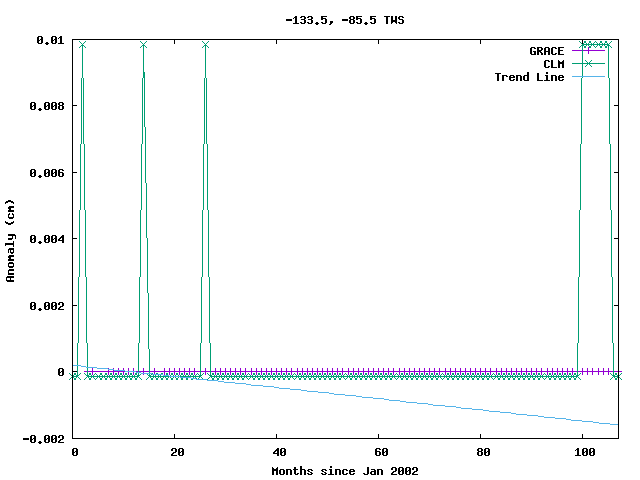 -133.5, -85.5 TWS
0.01
0.008
0.006
0.004
0.002
0
-0.002
Anomaly (cm)
GRACE
CLM
Trend Line
0 20 40 60 80 100
Months since Jan 2002